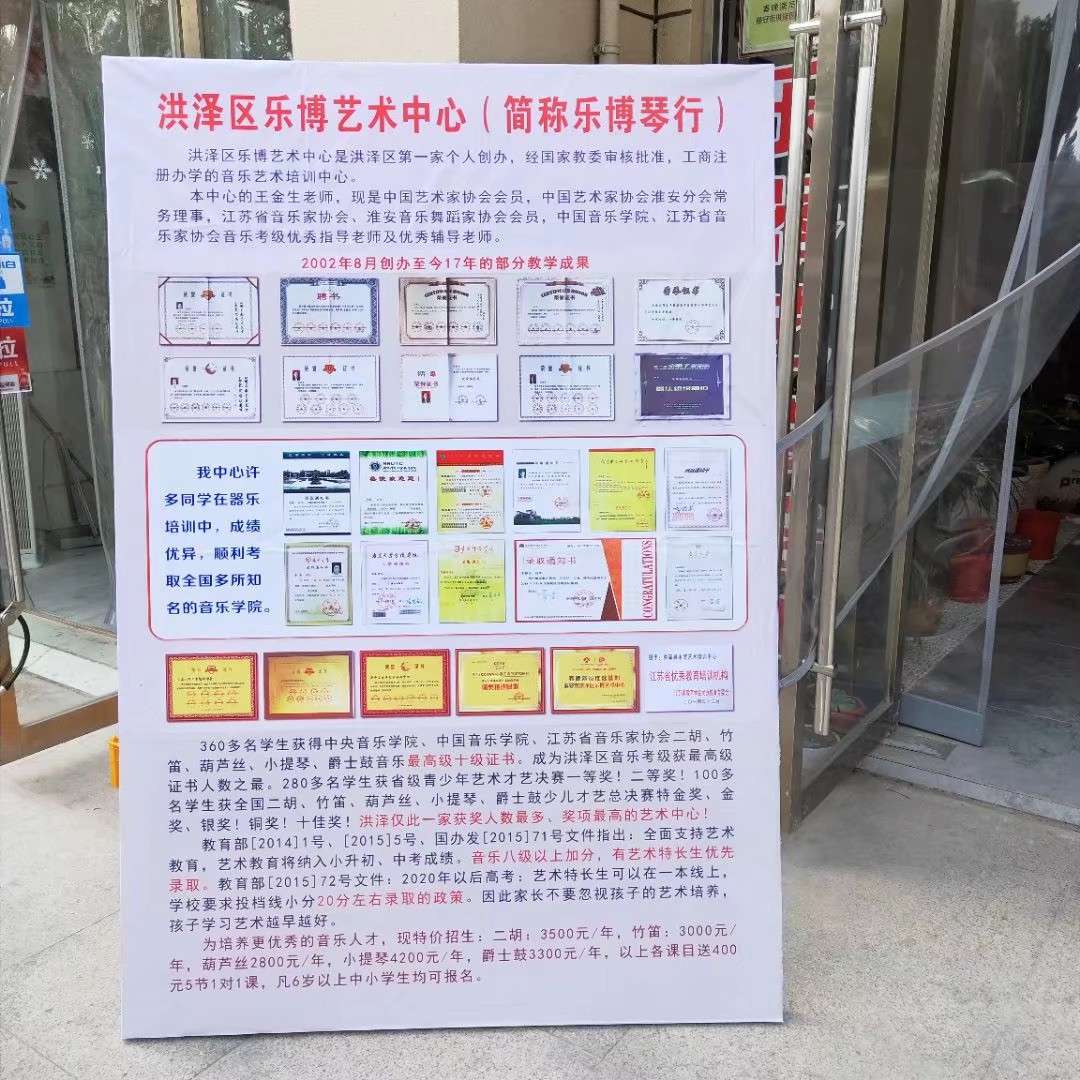 洪泽区乐博艺术中心（简称乐博琴行）
洪泽区乐博艺术中心是洪泽区第一家个人创办，经国家教委审核批准，工商注
册办学的音乐艺术培训中心。
本中心的王金生老师，现是中国艺术家协会会员，中国艺术家协会淮安分会常
务理事，江苏省音乐家协会、淮安音乐舞蹈家协会会员，中国音乐学院、江苏省音
乐家协会音乐考级优秀指导老师及优秀辅导老师。
2002年8月创办至今17年的部分教学成果
聘书
荣誉证书
我中心许
多同学在器乐
培训中，成绩
优异，顺利考
取全国多所知
名的音乐学院。
录取通知书
CONGRATULATIONS
江苏省优秀教育培训机构
360多名学生获得中央音乐学院、中国音乐学院、江苏省音乐家协会二胡、竹
笛、葫芦丝、小提琴、爵士鼓音乐最高级十级证书。成为洪泽区音乐考级获最高级
证书人数之最。280多名学生获省级青少年艺术才艺决赛一等奖！二等奖！100多
名学生获全国二胡、竹笛、葫芦丝、小提琴、爵士鼓少儿才艺总决赛特金奖、金
奖、银奖！铜奖！十佳奖！洪泽仅此一家获奖人数最多、奖项最高的艺术中心！
教育部[2014]1号、[2015]5号、国办发[2015]71号文件指出：全面支持艺术
教育，艺术教育将纳入小升初、中考成绩，音乐八级以上加分，有艺术特长生优先
录取。教育部[2015]72号文件：2020年以后高考：艺术特长生可以在一本线上，
学校要求投档线小分20分左右录取的政策。因此家长不要忽视孩子的艺术培养，
孩子学习艺术越早越好。
为培养更优秀的音乐人才，现特价招生：二胡：3500元/年，竹笛：3000元/
年，葫芦丝2800元/年，小提琴4200元/年，爵士鼓3300元/年，以上各课目送400
元5节1对1课，凡6岁以上中小学生均可报名。
拉
拉
PULL